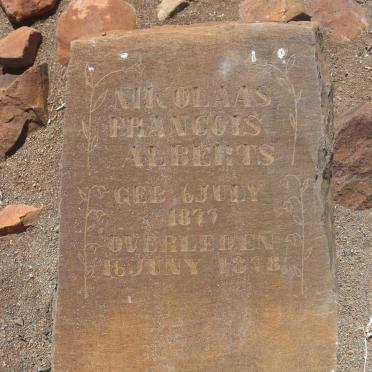 NIKOLAAS
FRANCOIS
ALBERTS
GEB 6 JULY
1877
OVERLEDEN
16 JUNY 1878